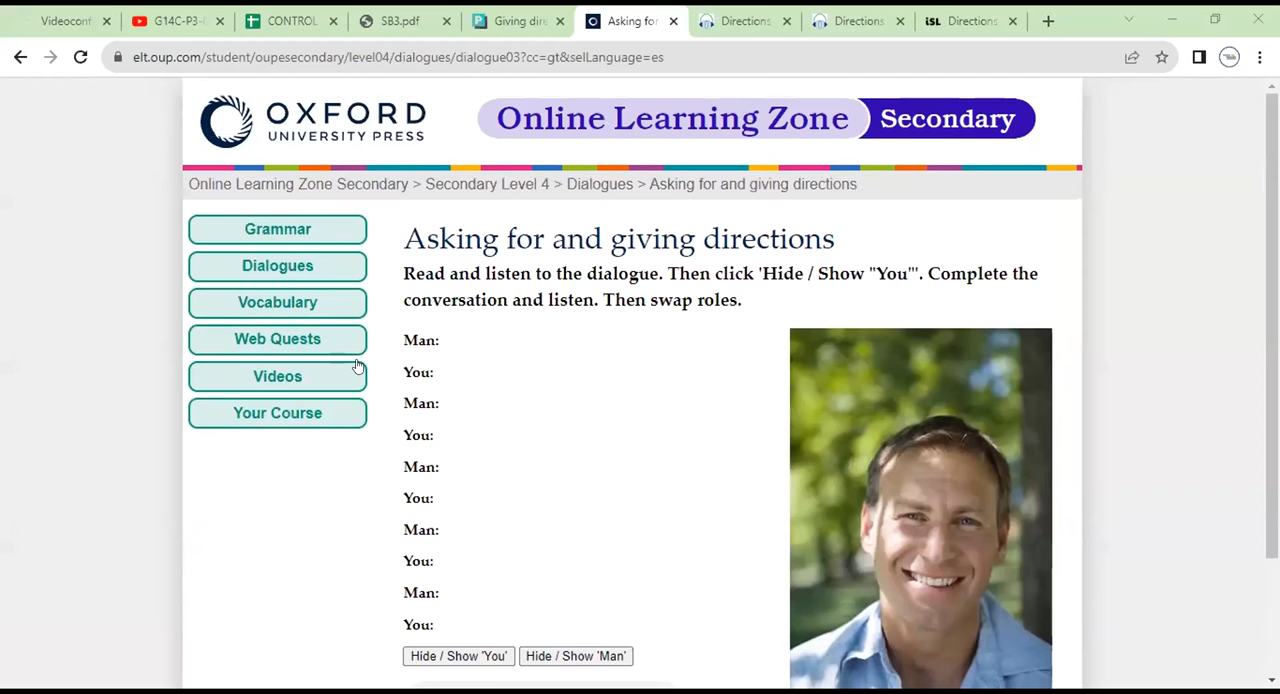 Videoconf
G14C-P3-
CONTROL
SB3.pdf
Giving dire
Asking for
Directions
Directions
iSL Directions
elt.oup.com/student/oupesecondary/level04/dialogues/dialogue03?cc=gt&selLanguage=es
OXFORD
UNIVERSITY PRESS
Online Learning Zone Secondary
Online Learning Zone Secondary > Secondary Level 4 > Dialogues > Asking for and giving directions
Grammar
Dialogues
Vocabulary
Web Quests
Videos
Your Course
Asking for and giving directions
Read and listen to the dialogue. Then click 'Hide / Show "You"'. Complete the
conversation and listen. Then swap roles.
Man:
You:
Man:
You:
Man:
You:
Man:
You:
Man:
You:
Hide / Show 'You' Hide / Show 'Man'